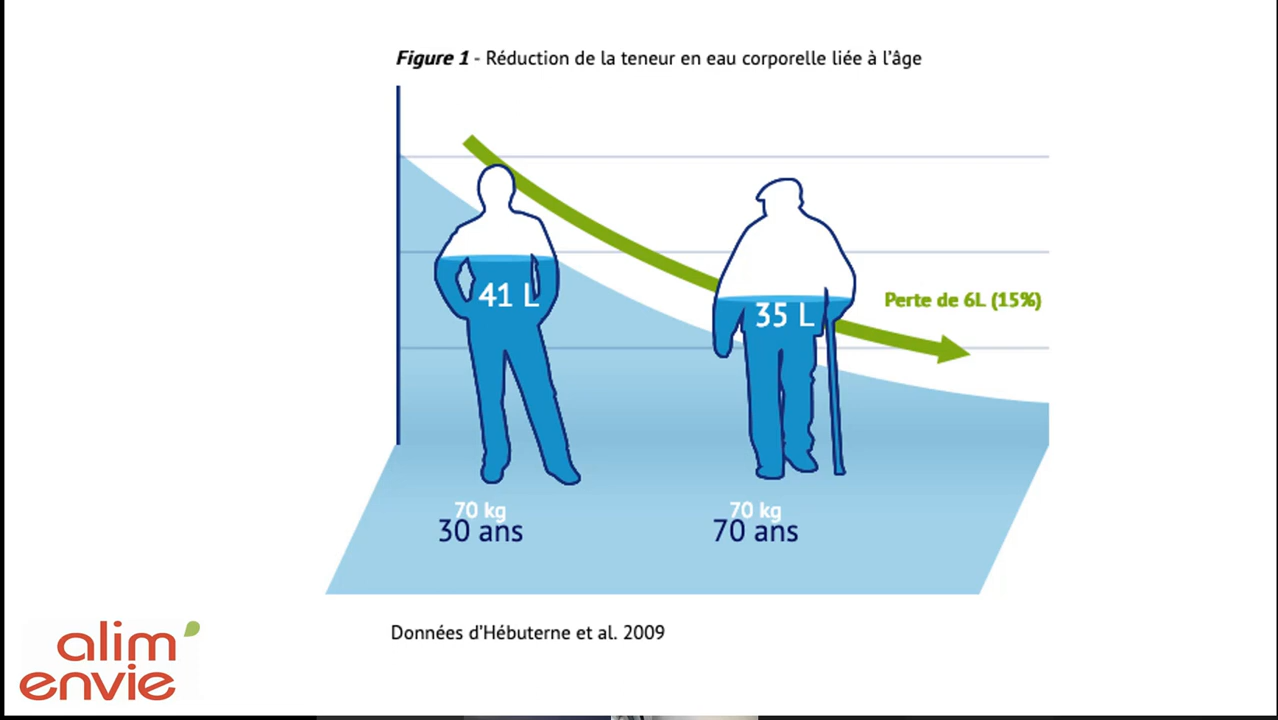 Figure 1 - Réduction de la teneur en eau corporelle liée à l'âge
41 L
35 L
Perte de 6L (15%)
70 kg
30 ans
70 kg
70 ans
Données d'Hébuterne et al. 2009
alim'
envie